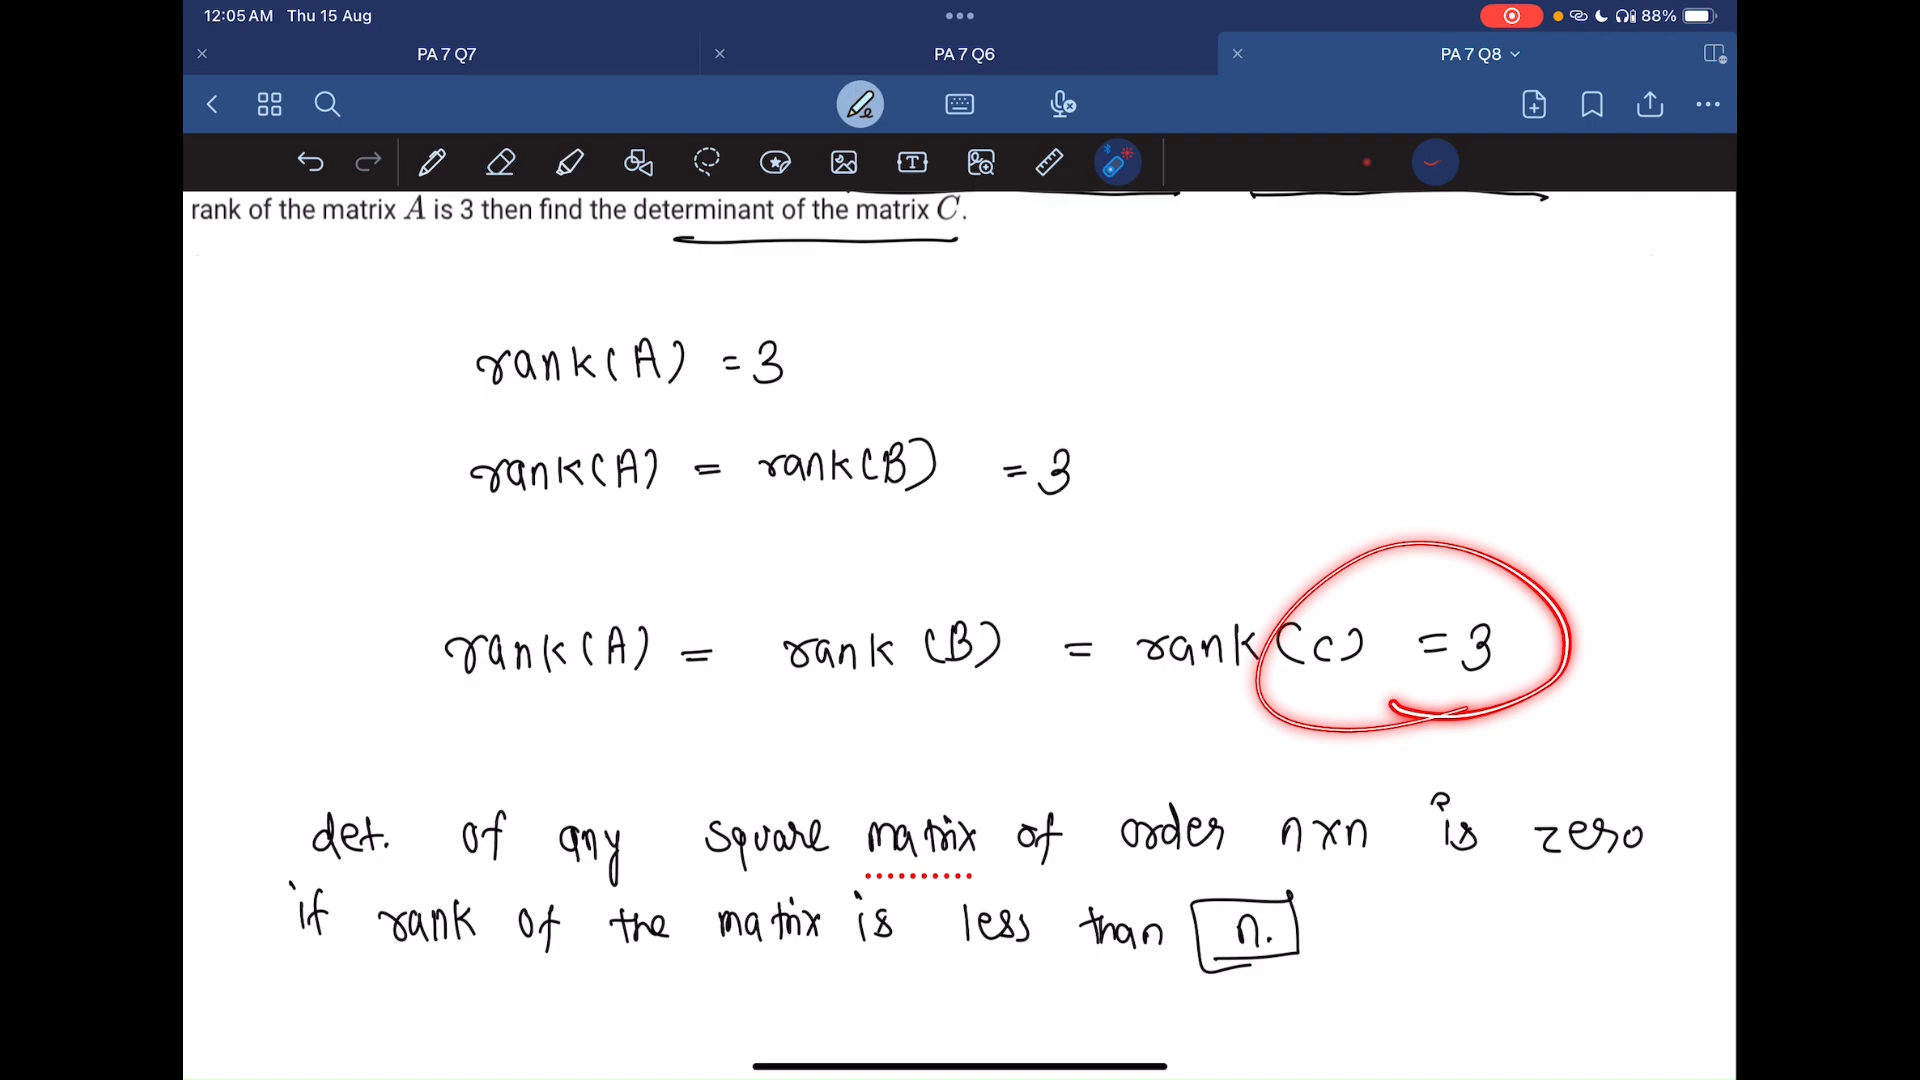 12:05 AM Thu 15 Aug
88%
PA 7 Q7
PA 7 Q6
PA 7 Q8
rank of the matrix A is 3 then find the determinant of the matrix C.
rank(A) = 3
rank(A) = rank(B) = 3
rank(A) = rank (B) = rank (c) = 3
det. of any square matrix of order n×n is zero
if rank of the matrix is less than n.